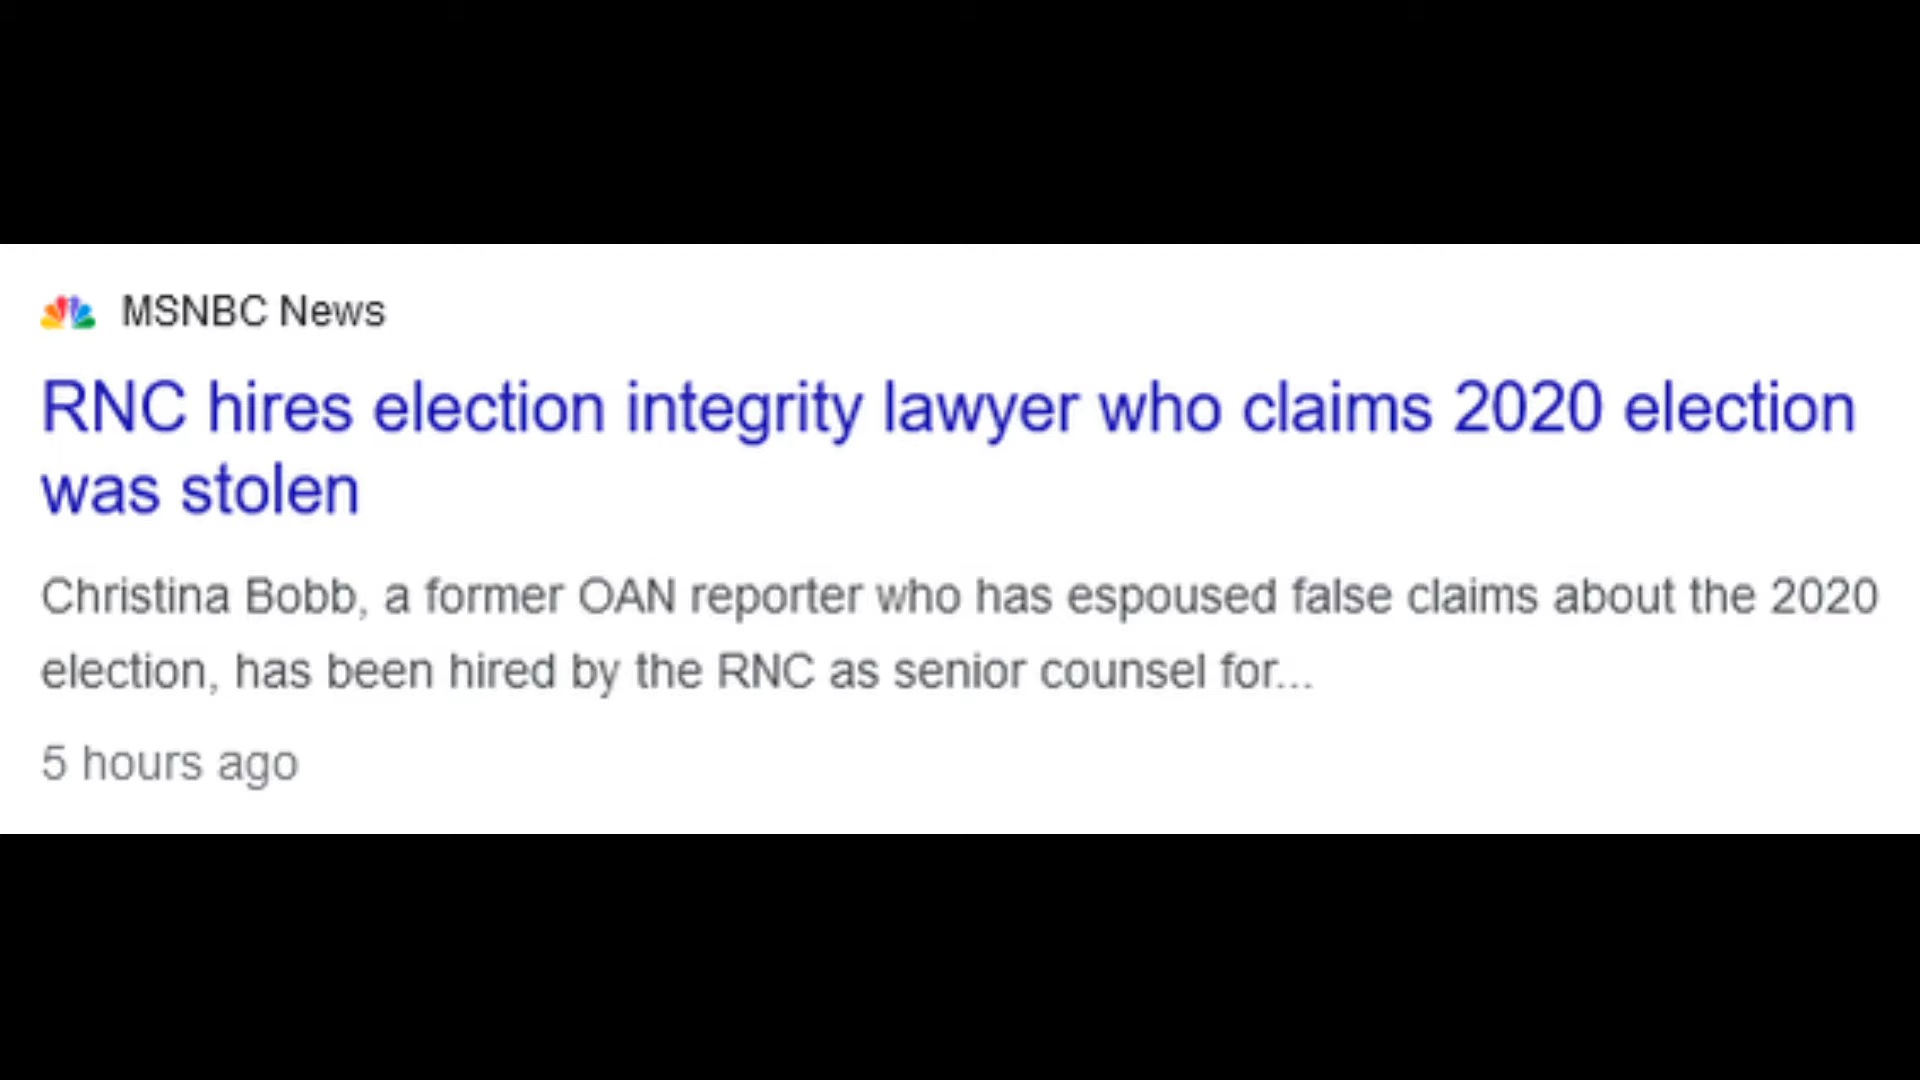 MSNBC News
RNC hires election integrity lawyer who claims 2020 election
was stolen
Christina Bobb, a former OAN reporter who has espoused false claims about the 2020
election, has been hired by the RNC as senior counsel for...
5 hours ago